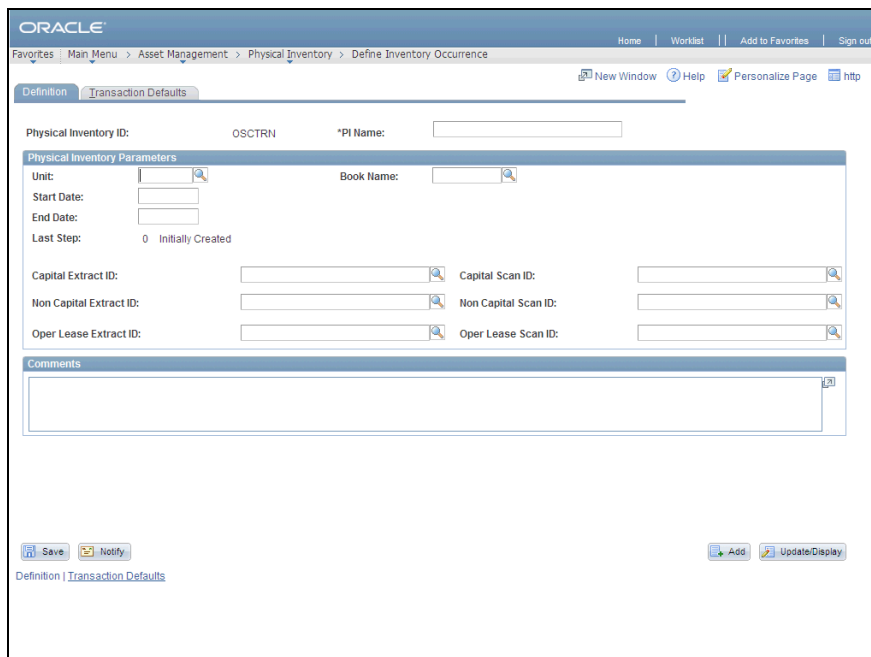 ORACLE
Home | Worklist || Add to Favorites | Sign out
Favorites Main Menu > Asset Management > Physical Inventory > Define Inventory Occurrence
New Window Help Personalize Page http
Definition Transaction Defaults
Physical Inventory ID: OSCTRN *PI Name:
Physical Inventory Parameters
Unit: Book Name:
Start Date:
End Date:
Last Step: 0 Initially Created
Capital Extract ID: Capital Scan ID:
Non Capital Extract ID: Non Capital Scan ID:
Oper Lease Extract ID: Oper Lease Scan ID:
Comments
Save Notify Add Update/Display
Definition | Transaction Defaults